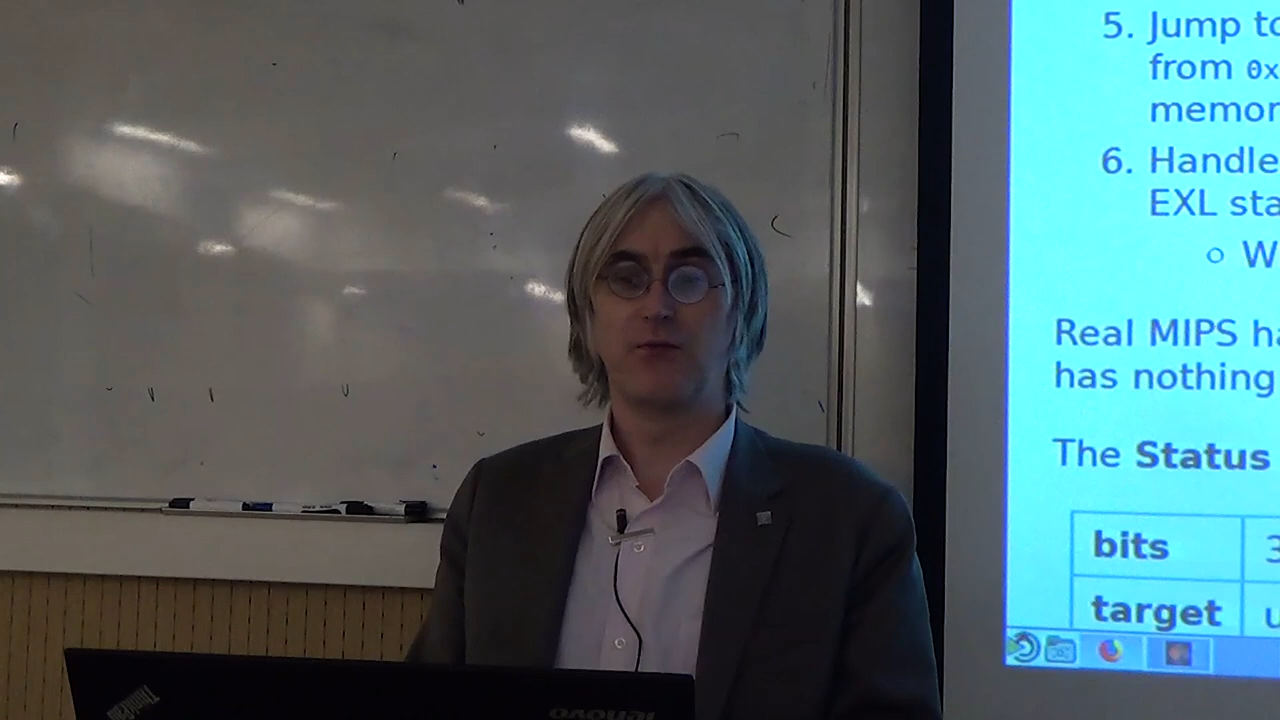 5. Jump to
from 0x
memor
6. Handle
EXL sta
○ W
Real MIPS ha
has nothing
The Status
bits 3
target u
ThinkPad
lenovo